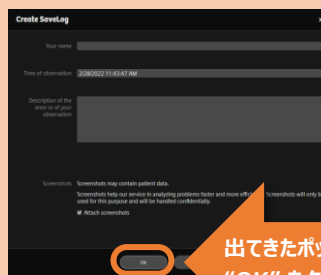 Create SaveLog
Your name
Time of observation 2/28/2022 11:43:47 AM
Description of the
error or of your
observation
Screenshots Screenshots may contain patient data.
Screenshots help our service in analyzing problems faster and more Screenshots will only b
used for this purpose and will be handled confidentially.
Attach screenshots
OK
出てきたポッ
"OK" を